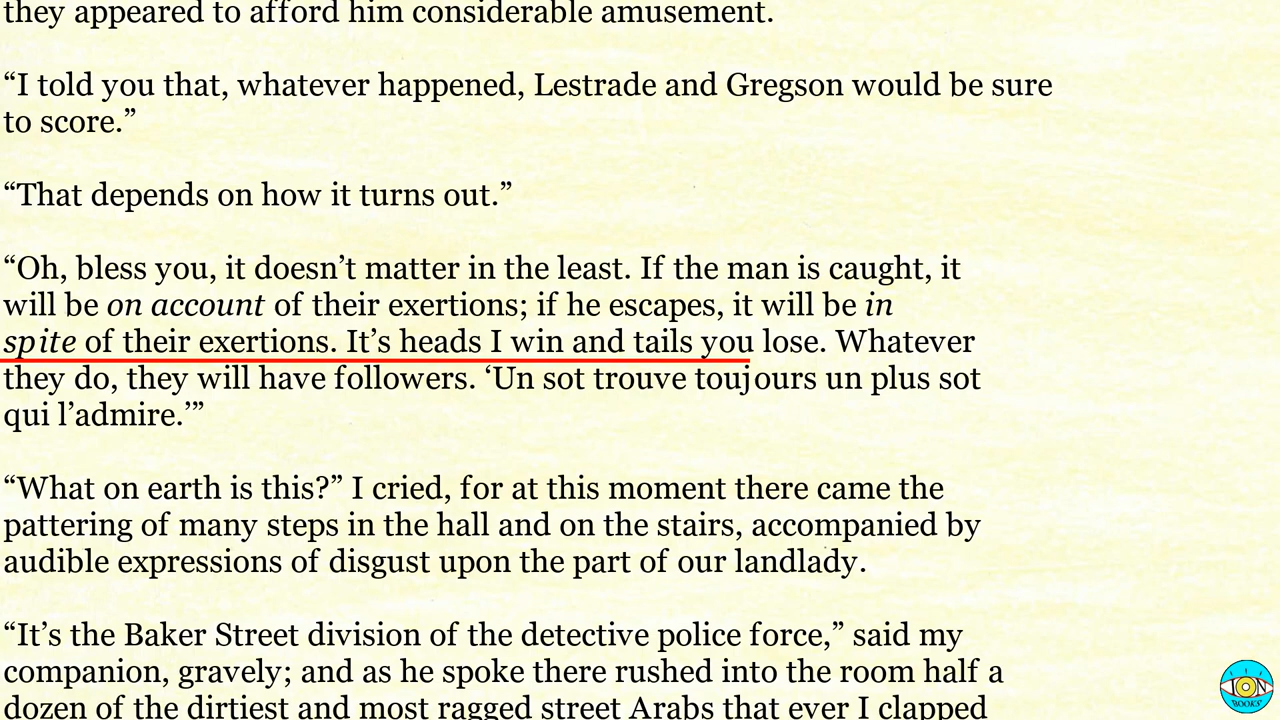 they appeared to afford him considerable amusement.
“I told you that, whatever happened, Lestrade and Gregson would be sure
to score.”
“That depends on how it turns out.”
“Oh, bless you, it doesn’t matter in the least. If the man is caught, it
will be on account of their exertions; if he escapes, it will be in
spite of their exertions. It’s heads I win and tails you lose. Whatever
they do, they will have followers. ‘Un sot trouve toujours un plus sot
qui l’admire.’”
“What on earth is this?” I cried, for at this moment there came the
pattering of many steps in the hall and on the stairs, accompanied by
audible expressions of disgust upon the part of our landlady.
“It’s the Baker Street division of the detective police force,” said my
companion, gravely; and as he spoke there rushed into the room half a
dozen of the dirtiest and most ragged street Arabs that ever I clapped
ION
BOOKS